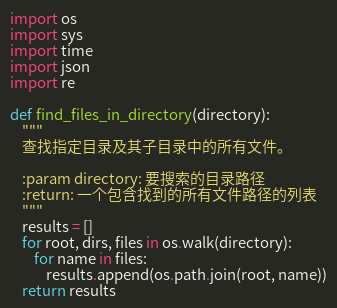 import os
import sys
import time
import json
import re

def find_files_in_directory(directory):
    """
    查找指定目录及其子目录中的所有文件。

    :param directory: 要搜索的目录路径
    :return: 一个包含找到的所有文件路径的列表
    """
    results = []
    for root, dirs, files in os.walk(directory):
        for name in files:
            results.append(os.path.join(root, name))
    return results